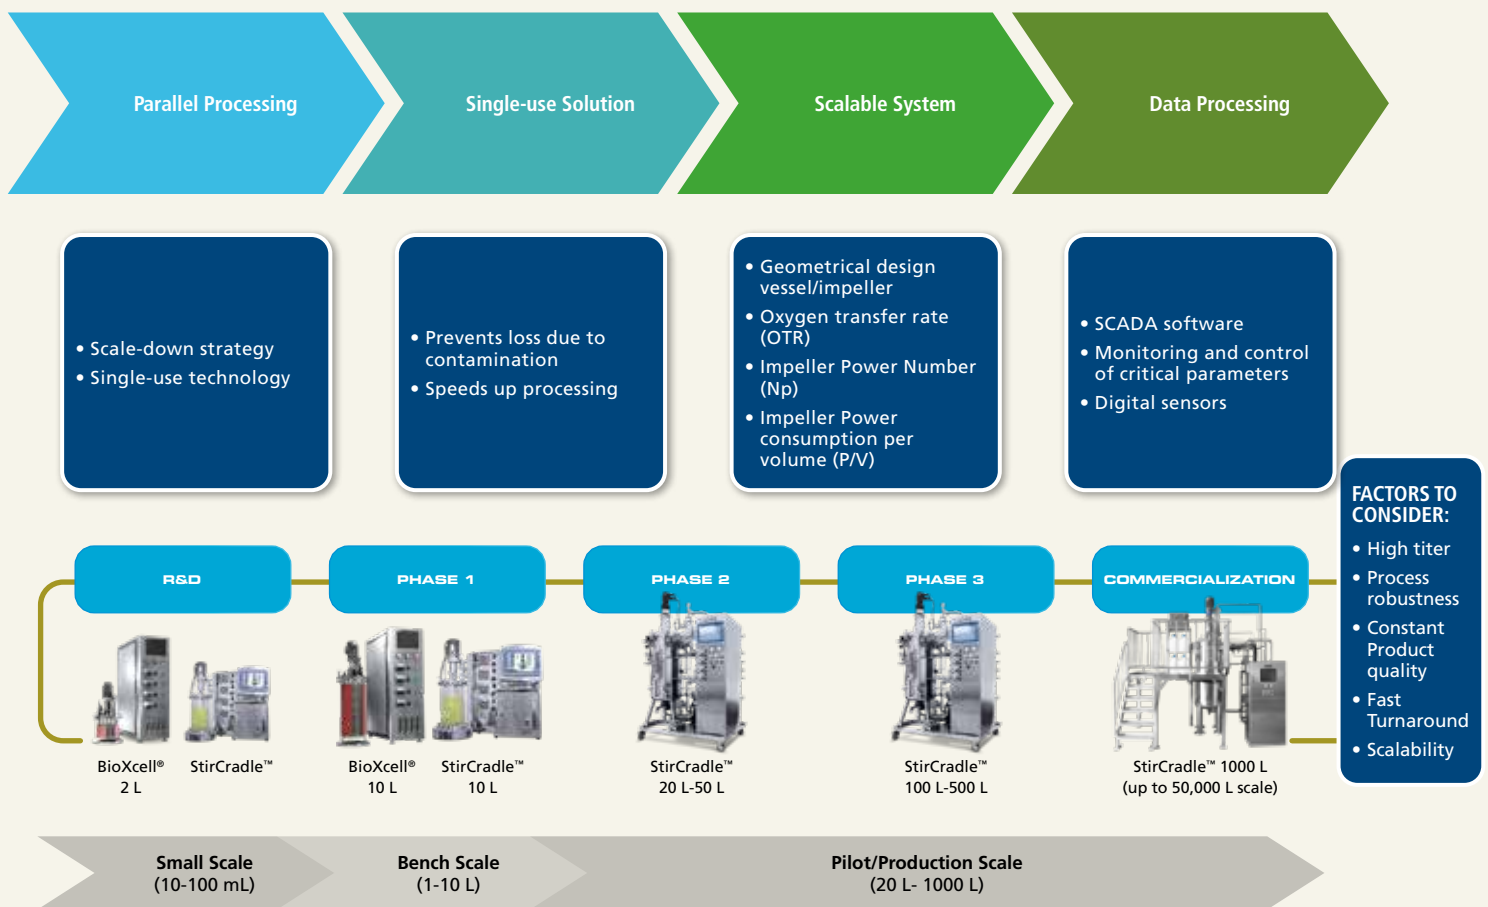 Parallel Processing
Single-use Solution
Scalable System
Data Processing
• Scale-down strategy
• Single-use technology
• Prevents loss due to
contamination
• Speeds up processing
• Geometrical design
vessel/impeller
• Oxygen transfer rate
(OTR)
• Impeller Power Number
(Np)
• Impeller Power
consumption per
volume (P/V)
• SCADA software
• Monitoring and control
of critical parameters
• Digital sensors
FACTORS TO
CONSIDER:
• High titer
• Process
robustness
• Constant
Product
quality
• Fast
Turnaround
• Scalability
R&D
PHASE 1
PHASE 2
PHASE 3
COMMERCIALIZATION
BioXcell®
2 L
StirCradle™
BioXcell®
10 L
StirCradle™
10 L
StirCradle™
20 L-50 L
StirCradle™
100 L-500 L
StirCradle™ 1000 L
(up to 50,000 L scale)
Small Scale
(10-100 mL)
Bench Scale
(1-10 L)
Pilot/Production Scale
(20 L- 1000 L)